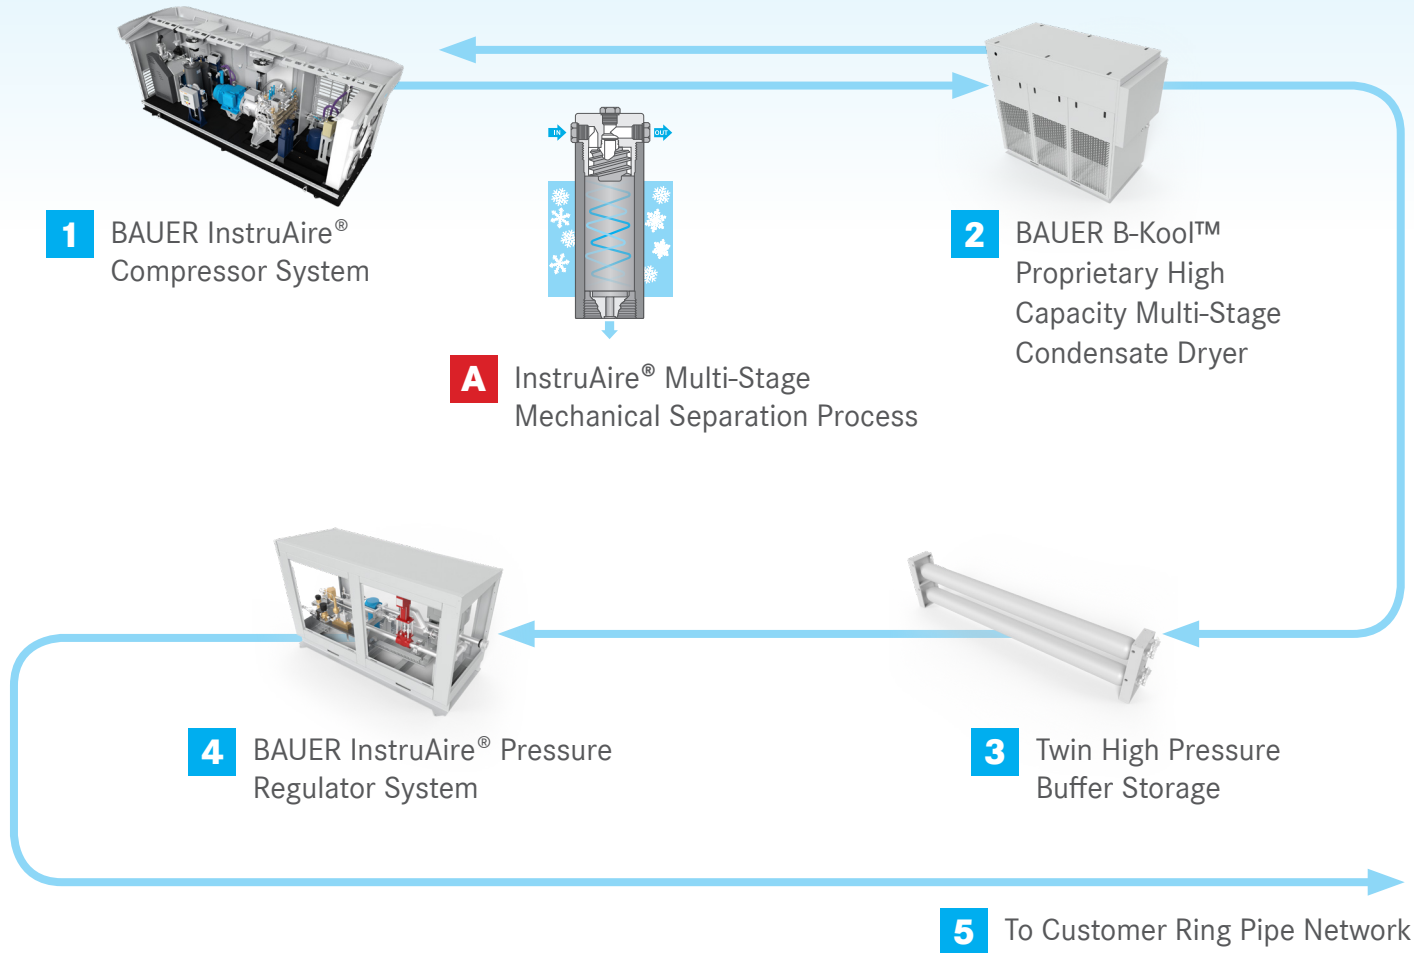 IN
OUT
1
BAUER InstruAire®
Compressor System
2
BAUER B-Kool™
Proprietary High
Capacity Multi-Stage
Condensate Dryer
A
InstruAire® Multi-Stage
Mechanical Separation Process
4
BAUER InstruAire® Pressure
Regulator System
3
Twin High Pressure
Buffer Storage
5
To Customer Ring Pipe Network